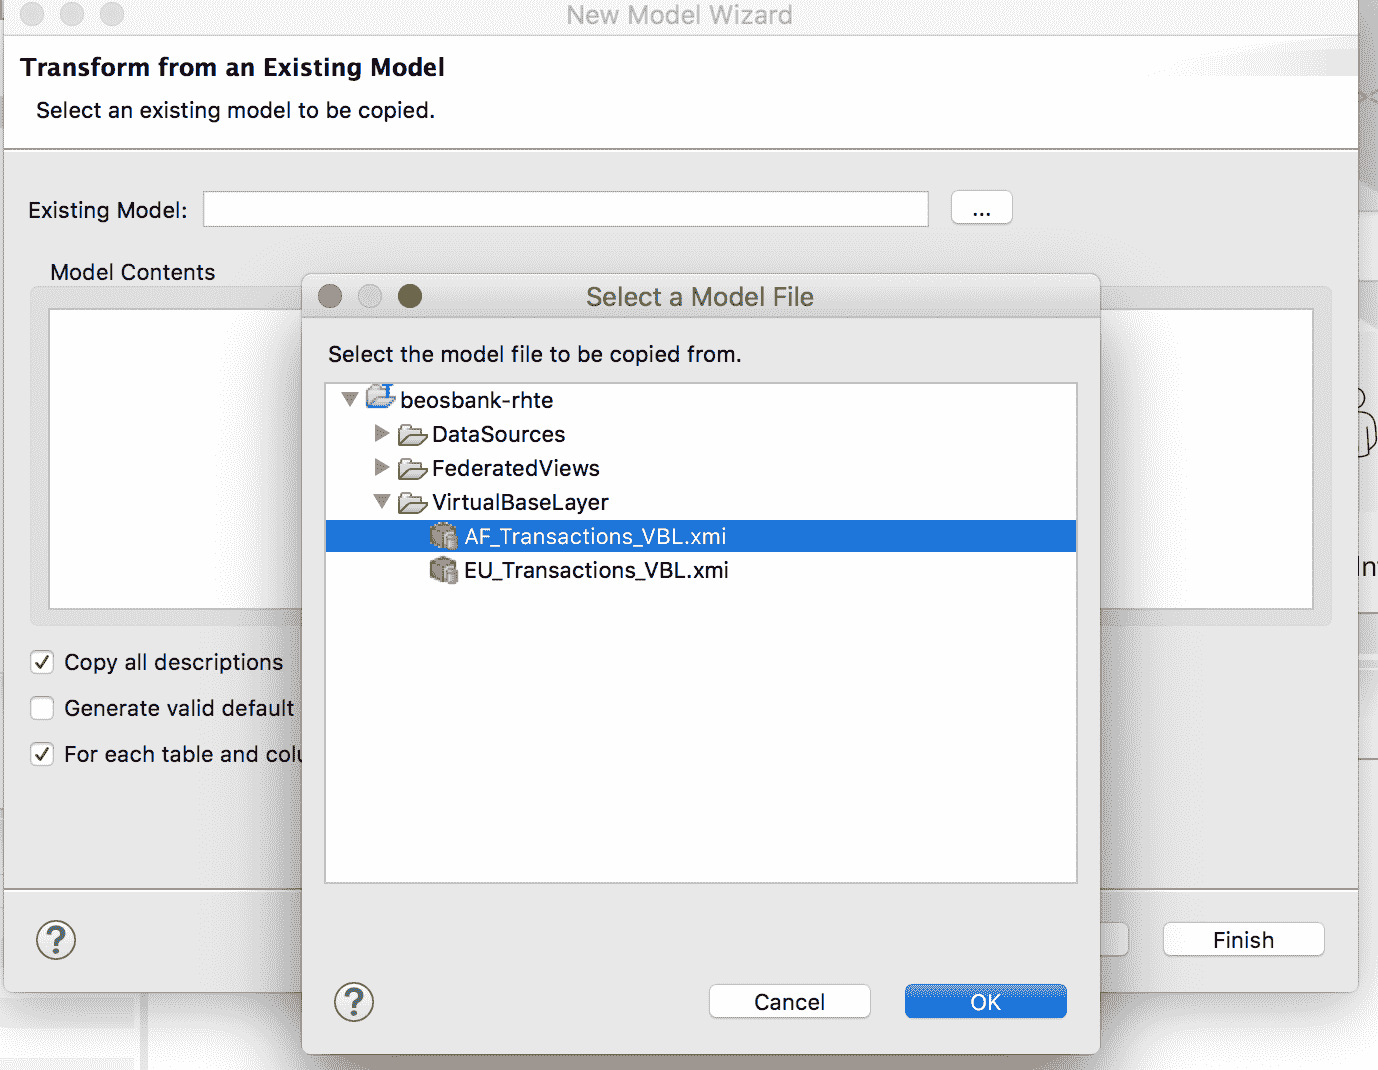 New Model Wizard
Transform from an Existing Model
Select an existing model to be copied.
Existing Model:
...
Model Contents
Select a Model File
Select the model file to be copied from.
beosbank-rhte
DataSources
FederatedViews
VirtualBaseLayer
AF_Transactions_VBL.xmi
EU_Transactions_VBL.xmi
Copy all descriptions
Generate valid default
For each table and
?
Finish
?
Cancel
OK